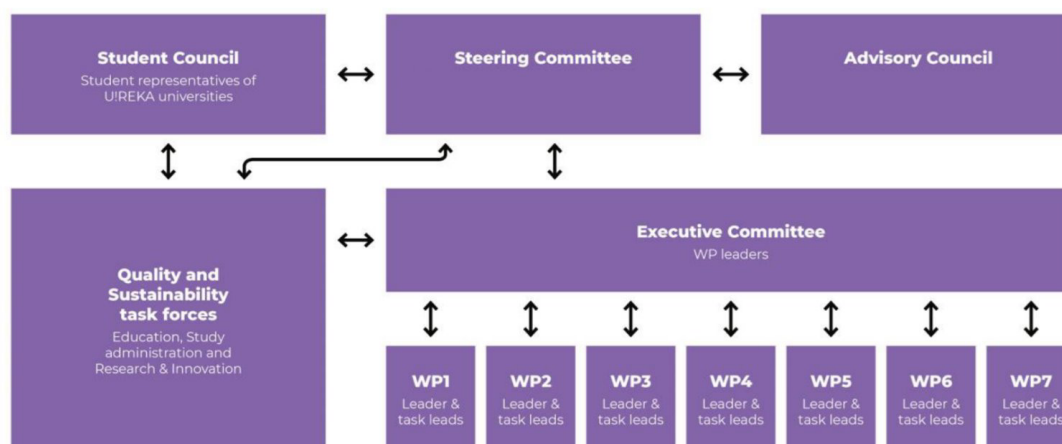 Student Council
Student representatives of
U!REKA universities
Steering Committee
Advisory Council
Quality and
Sustainability
task forces
Education, Study
administration and
Research & Innovation
Executive Committee
WP leaders
WP1
Leader &
task leads
WP2
Leader &
task leads
WP3
Leader &
task leads
WP4
Leader &
task leads
WP5
Leader &
task leads
WP6
Leader &
task leads
WP7
Leader &
task leads